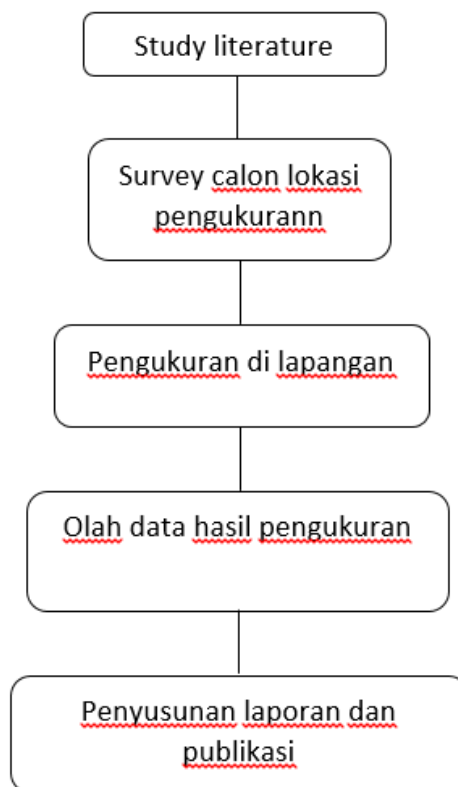 Study literature
Survey calon lokasi
pengukurann
Pengukuran di lapangan
Olah data hasil pengukuran
Penyusunan laporan dan
publikasi